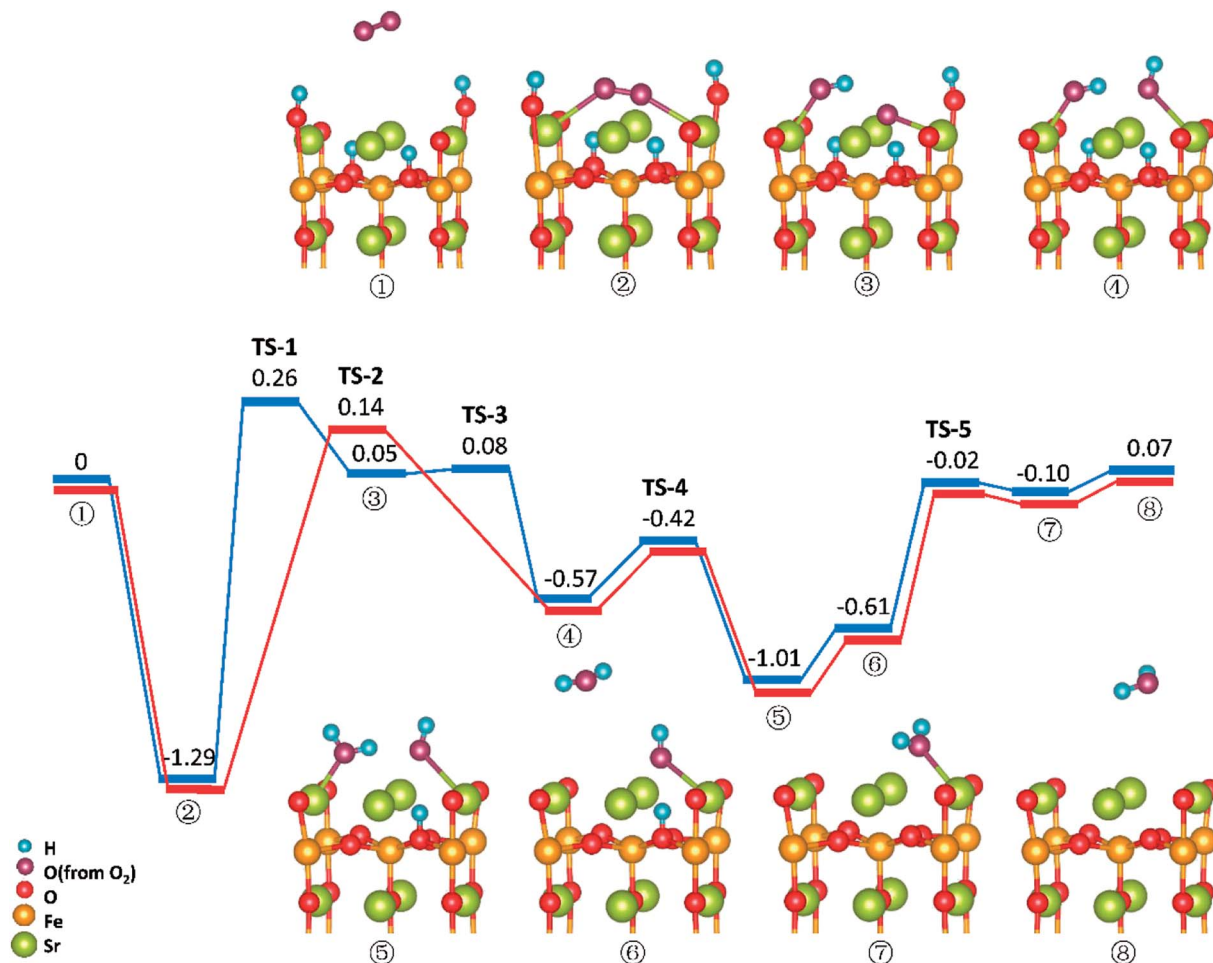 ① ② ③ ④
TS-1
0.26
TS-2
0.14
TS-3
0.08
0.05
③
TS-5
-0.02
-0.10
0.07
⑦
⑧
0
①
TS-4
-0.42
-0.57
④
-0.61
⑥
-1.01
⑤
-1.29
②
H
O(from O₂)
O
Fe
Sr
⑤ ⑥ ⑦ ⑧